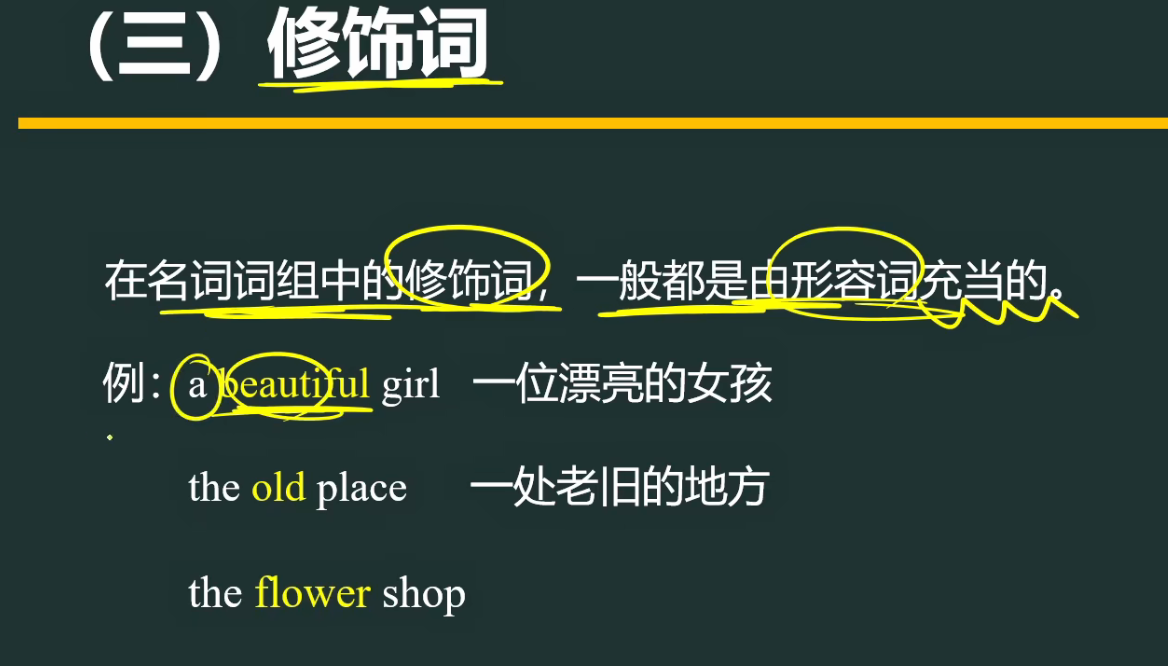 （三）修饰词
在名词词组中的修饰词，一般都是由形容词充当的。
例：a beautiful girl 一位漂亮的女孩
the old place 一处老旧的地方
the flower shop